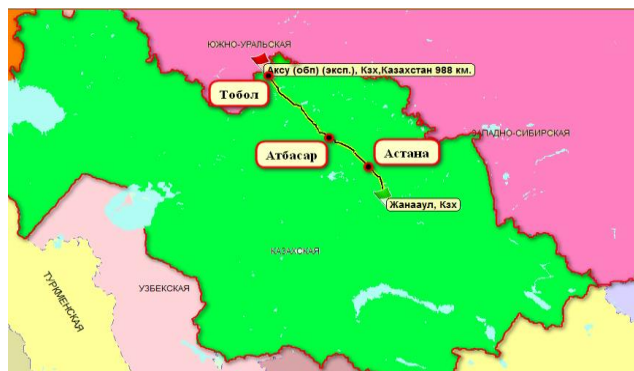 ЮЖНО-УРАЛЬСКАЯ
Аксу (обп) (эксп.), Кзх,Казахстан 988 км.
Тобол
ЗАПАДНО-СИБИРСКАЯ
Атбасар
Астана
Жанааул, Кзх
КАЗАХСКАЯ
УЗБЕКСКАЯ
ТУРКМЕНСКАЯ